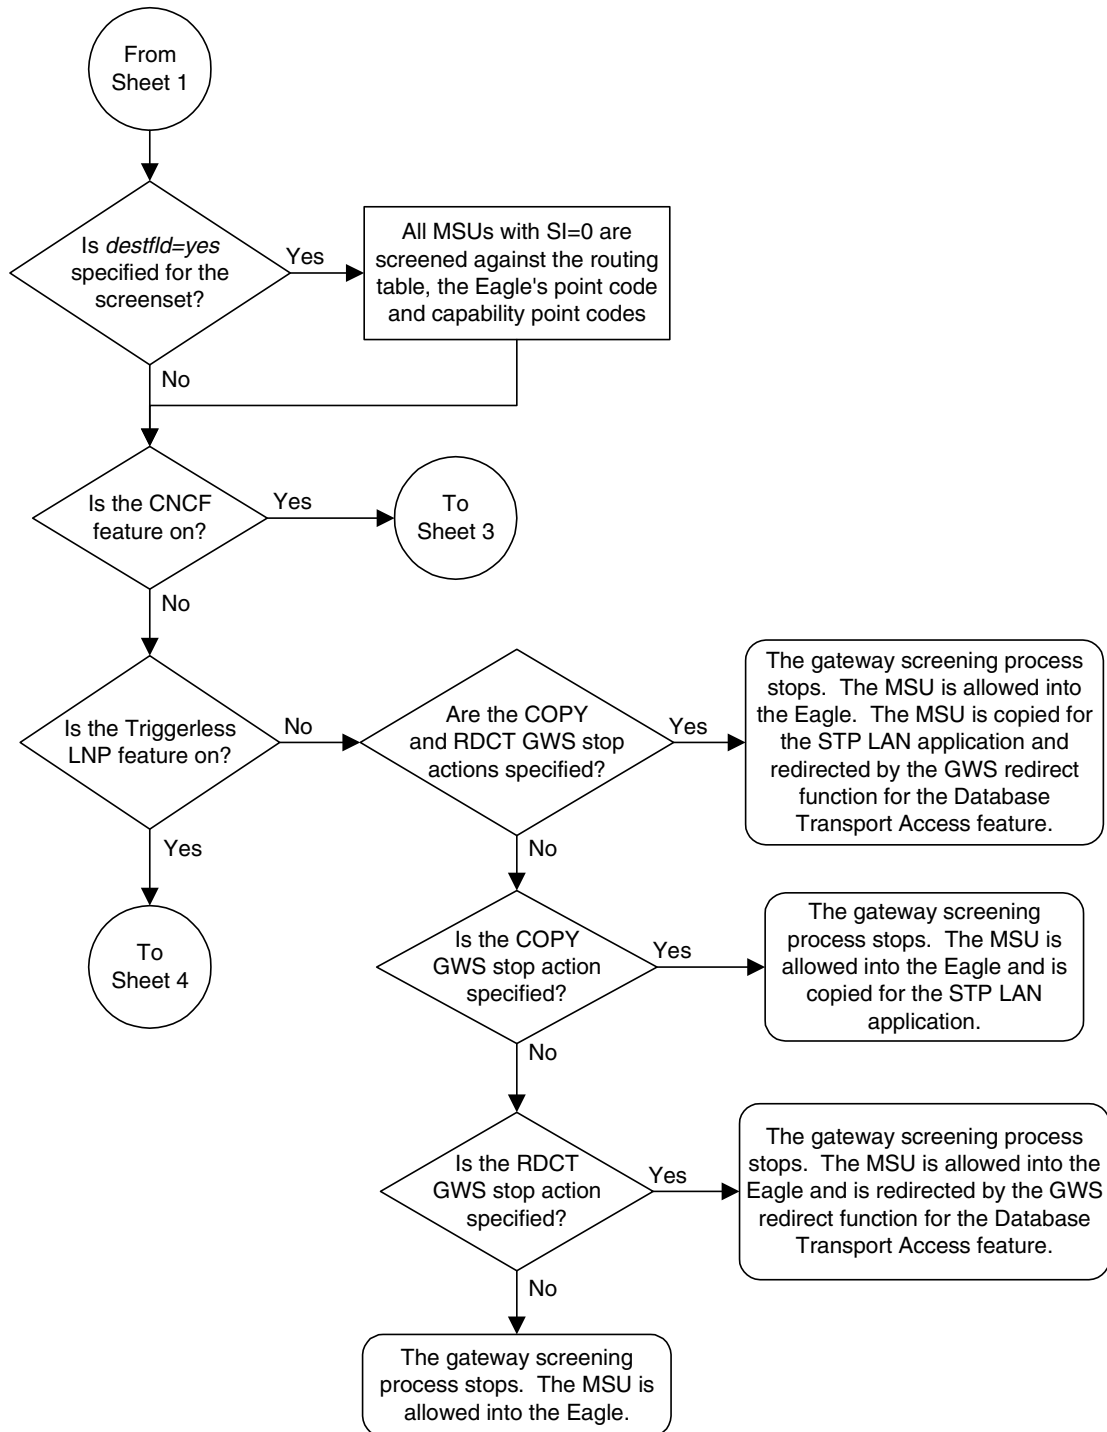 From
Sheet 1
Is destfld=yes
specified for the
screenset?
Yes
All MSUs with SI=0 are
screened against the routing
table, the Eagle's point code
and capability point codes
No
Is the CNCF
feature on?
Yes
To
Sheet 3
No
Is the Triggerless
LNP feature on?
No
Are the COPY
and RDCT GWS stop
actions specified?
Yes
The gateway screening process
stops. The MSU is allowed into
the Eagle. The MSU is copied for
the STP LAN application and
redirected by the GWS redirect
function for the Database
Transport Access feature.
Yes
No
To
Sheet 4
Is the COPY
GWS stop action
specified?
Yes
The gateway screening
process stops. The MSU is
allowed into the Eagle and is
copied for the STP LAN
application.
No
Is the RDCT
GWS stop action
specified?
Yes
The gateway screening process
stops. The MSU is allowed into the
Eagle and is redirected by the GWS
redirect function for the Database
Transport Access feature.
No
The gateway screening
process stops. The MSU is
allowed into the Eagle.